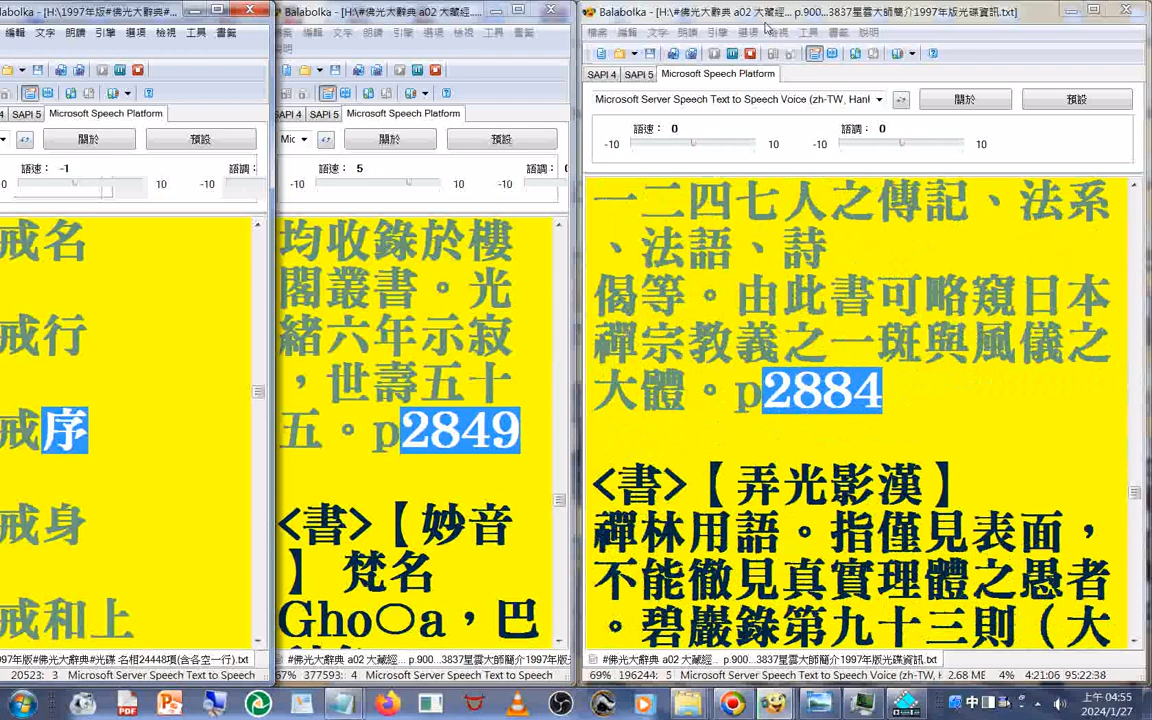 Balabolka - [H:\1997年版#佛光大辭典#...
編輯 文字 朗讀 引擎 選項 檢視 工具 書籤
4 SAPI 5 Microsoft Speech Platform
關於 預設
語速： -1 語調：
0 10 -10
戒名
戒行
戒序
戒身
戒和上
997年版#佛光大辭典#光碟 名相24448項(含各空一行).txt
20523: 3 Microsoft Server Speech Text to Speech
Balabolka - [H:\#佛光大辭典 a02 大藏經...
檔案 編輯 文字 朗讀 引擎 選項 檢視 工具 書籤
說明
API 4 SAPI 5 Microsoft Speech Platform
Mic 關於 預設
語速： 5 語調： 0
-10 10 -10
均收錄於樓
閣叢書。光
緒六年示寂
，世壽五十
五。p2849
<書>【妙音
】 梵名
Gho○a，巴
#佛光大辭典 a02 大藏經... p.900...3837星雲大師簡介1997年版光
67% 377593: 4 Microsoft Server Speech Text to Speech
Balabolka - [H:\#佛光大辭典 a02 大藏經... p.900...3837星雲大師簡介1997年版光碟資訊.txt]
檔案 編輯 文字 朗讀 引擎 選項 檢視 工具 書籤 說明
SAPI 4 SAPI 5 Microsoft Speech Platform
Microsoft Server Speech Text to Speech Voice (zh-TW, Hanl 關於 預設
語速： 0 語調： 0
-10 10 -10 10
一二四七人之傳記、法系
、法語、詩
偈等。由此書可略窺日本
禪宗教義之一斑與風儀之
大體。p2884
<書>【弄光影漢】
禪林用語。指僅見表面，
不能徹見真實理體之愚者
。碧巖錄第九十三則（大
#佛光大辭典 a02 大藏經... p.900...3837星雲大師簡介1997年版光碟資訊.txt
69% 196244: 5 Microsoft Server Speech Text to Speech Voice (zh-T 2.68 ME 4% 4:21:06 95:22:38
中
上午 04:55
2024/1/27